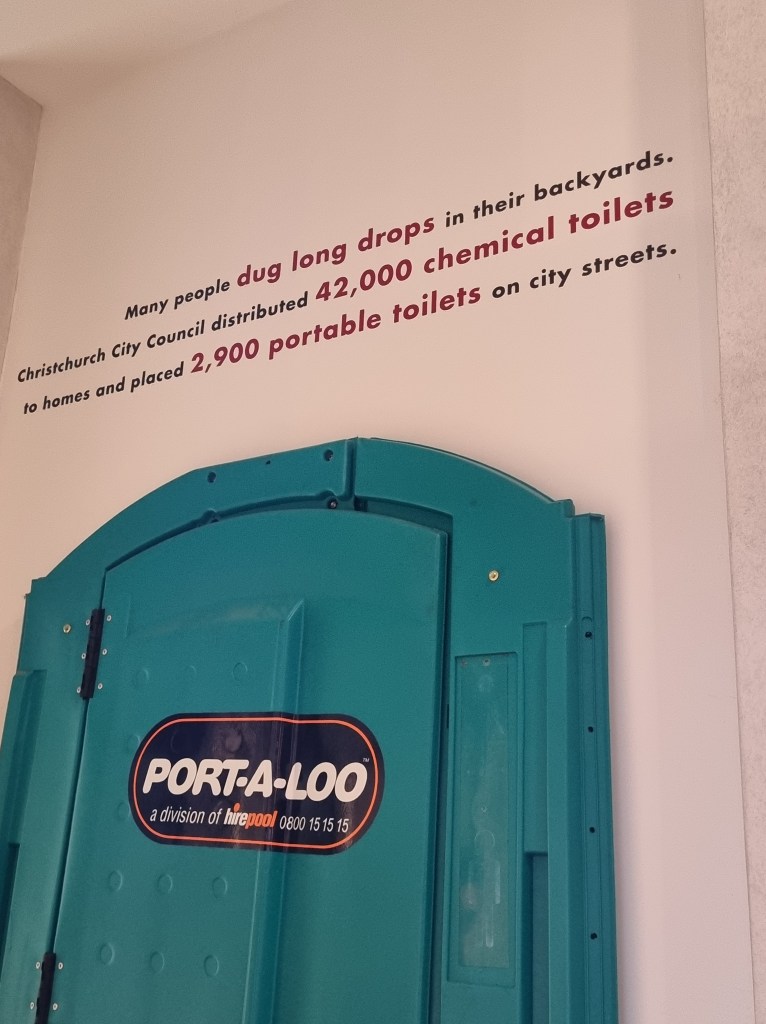 Many people dug long drops in their backyards.
Christchurch City Council distributed 42,000 chemical toilets
to homes and placed 2,900 portable toilets on city streets.
PORT-A-LOO™
a division of hirepool 0800 15 15 15